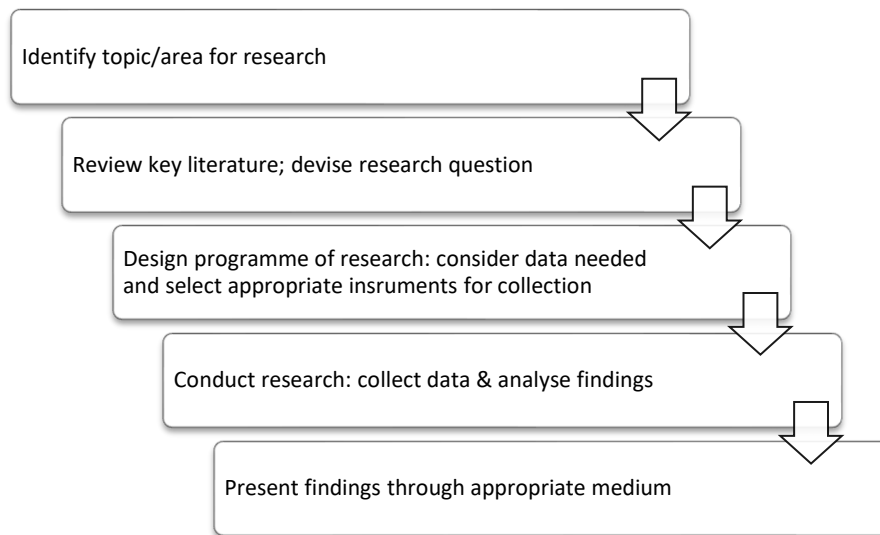 Identify topic/area for research
Review key literature; devise research question
Design programme of research: consider data needed
and select appropriate insruments for collection
Conduct research: collect data & analyse findings
Present findings through appropriate medium